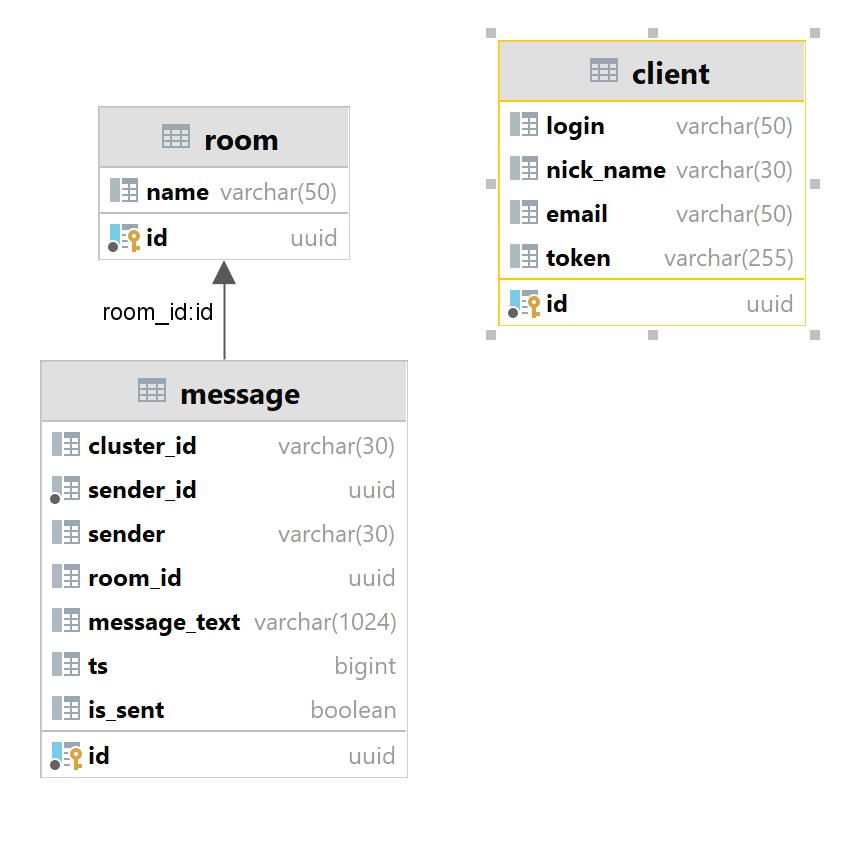 room
name varchar(50)
id uuid
room_id:id
message
cluster_id varchar(30)
sender_id uuid
sender varchar(30)
room_id uuid
message_text varchar(1024)
ts bigint
is_sent boolean
id uuid
client
login varchar(50)
nick_name varchar(30)
email varchar(50)
token varchar(255)
id uuid